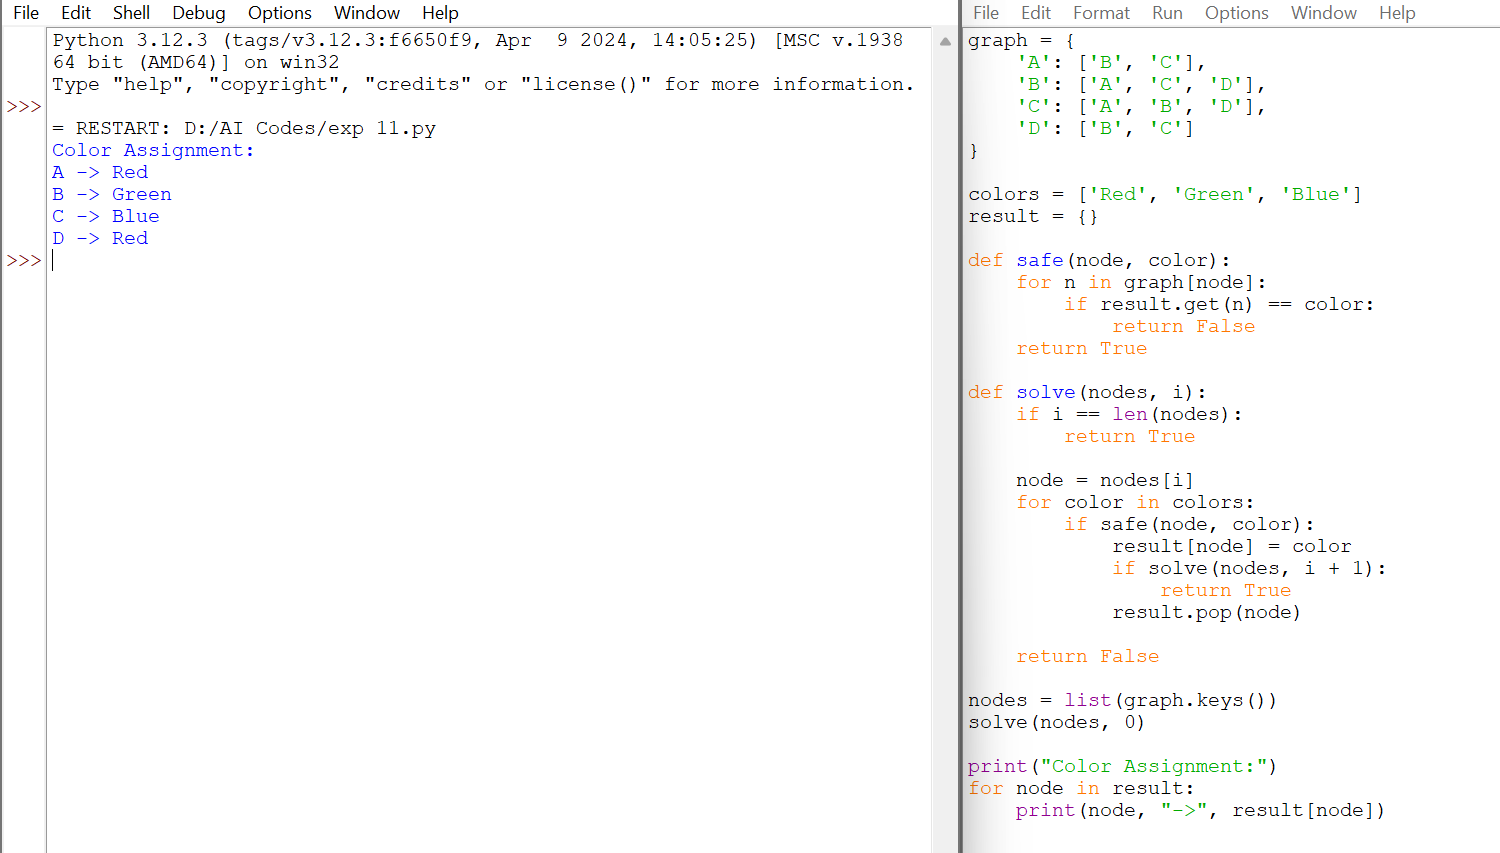 File Edit Shell Debug Options Window Help
Python 3.12.3 (tags/v3.12.3:f6650f9, Apr  9 2024, 14:05:25) [MSC v.1938
64 bit (AMD64)] on win32
Type "help", "copyright", "credits" or "license()" for more information.
>>>
= RESTART: D:/AI Codes/exp 11.py
Color Assignment:
A -> Red
B -> Green
C -> Blue
D -> Red
>>>
File Edit Format Run Options Window Help
graph = {
    'A': ['B', 'C'],
    'B': ['A', 'C', 'D'],
    'C': ['A', 'B', 'D'],
    'D': ['B', 'C']
}

colors = ['Red', 'Green', 'Blue']
result = {}

def safe(node, color):
    for n in graph[node]:
        if result.get(n) == color:
            return False
    return True

def solve(nodes, i):
    if i == len(nodes):
        return True

    node = nodes[i]
    for color in colors:
        if safe(node, color):
            result[node] = color
            if solve(nodes, i + 1):
                return True
            result.pop(node)

    return False

nodes = list(graph.keys())
solve(nodes, 0)

print("Color Assignment:")
for node in result:
    print(node, "->", result[node])